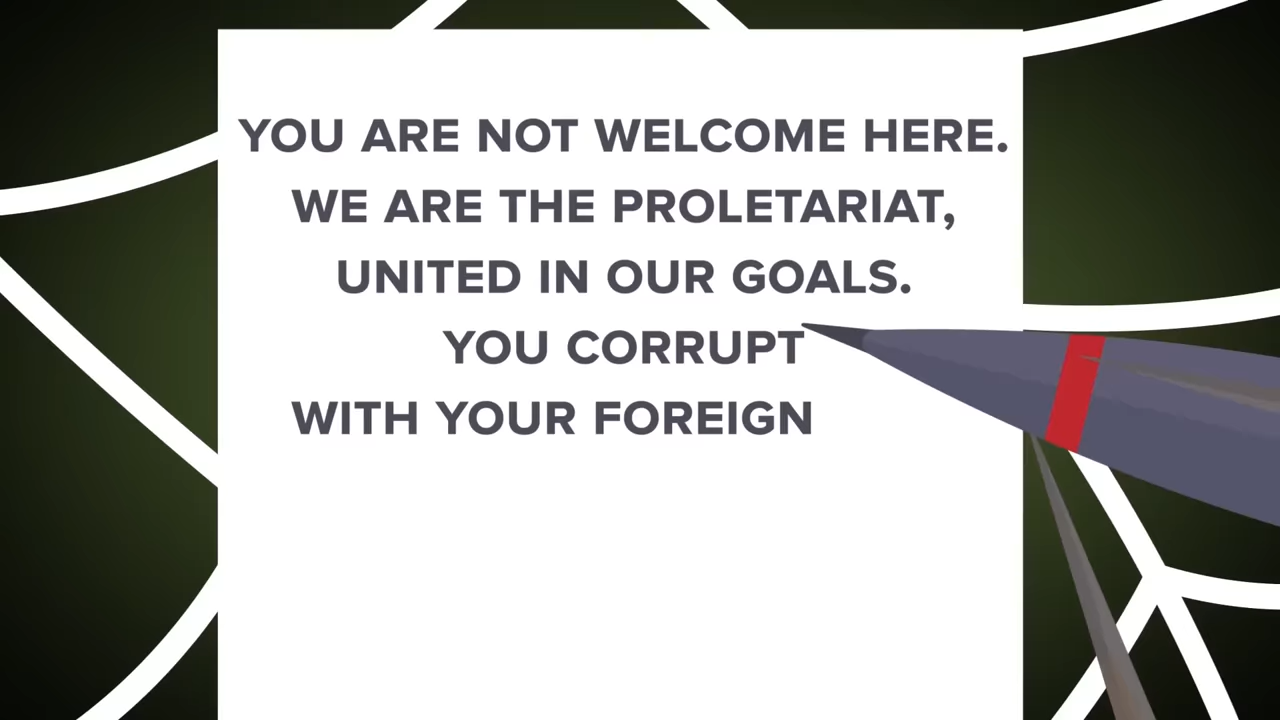 YOU ARE NOT WELCOME HERE.
WE ARE THE PROLETARIAT,
UNITED IN OUR GOALS.
YOU CORRUPT
WITH YOUR FOREIGN